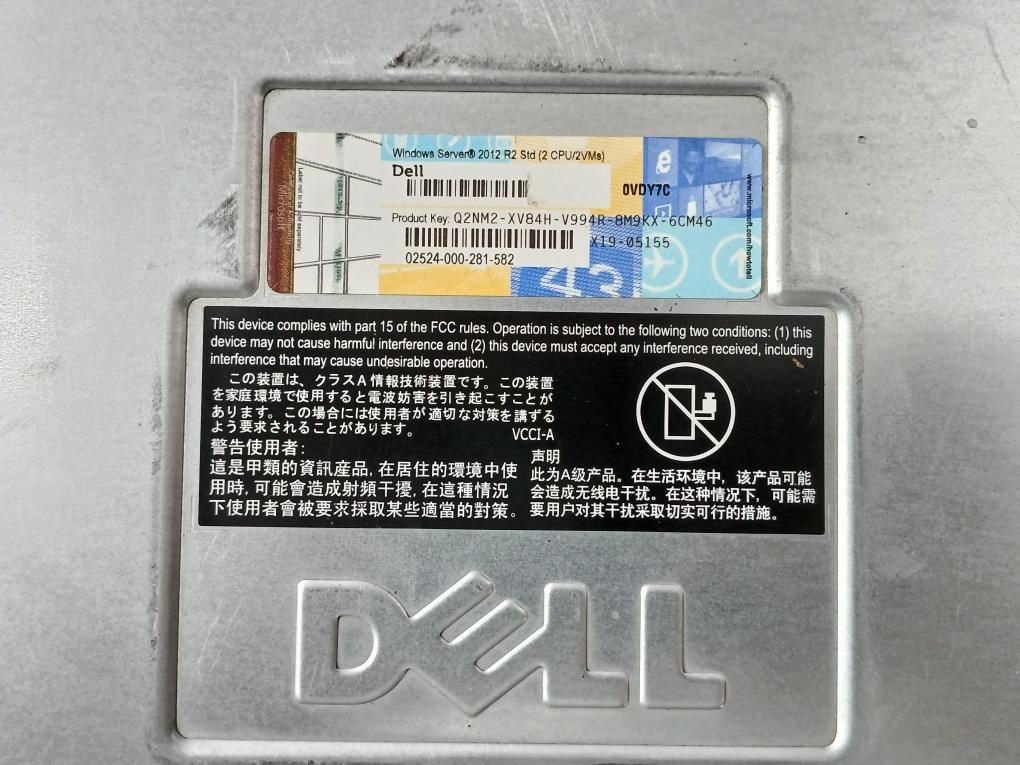 Windows Server® 2012 R2 Std (2 CPU/2VMs)
Dell
0VDY7C
Product Key: Q2NM2-XV84H-V994R-8M9KX-6CM46
X19-05155
02524-000-281-582
Label not to be sold separately
Microsoft
www.microsoft.com/howtotell
This device complies with part 15 of the FCC rules. Operation is subject to the following two conditions: (1) this
device may not cause harmful interference and (2) this device must accept any interference received, including
interference that may cause undesirable operation.
この装置は、クラスA 情報技術装置です。この装置
を家庭環境で使用すると電波妨害を引き起こすことが
あります。この場合には使用者が適切な対策を講ずる
よう要求されることがあります。
VCCI-A
警告使用者:
這是甲類的資訊産品, 在居住的環境中使
用時, 可能會造成射頻干擾, 在這種情況
下使用者會被要求採取某些適當的對策。
声明
此为A级产品。在生活环境中, 该产品可能
会造成无线电干扰。在这种情况下, 可能需
要用户对其干扰采取切实可行的措施。
DELL